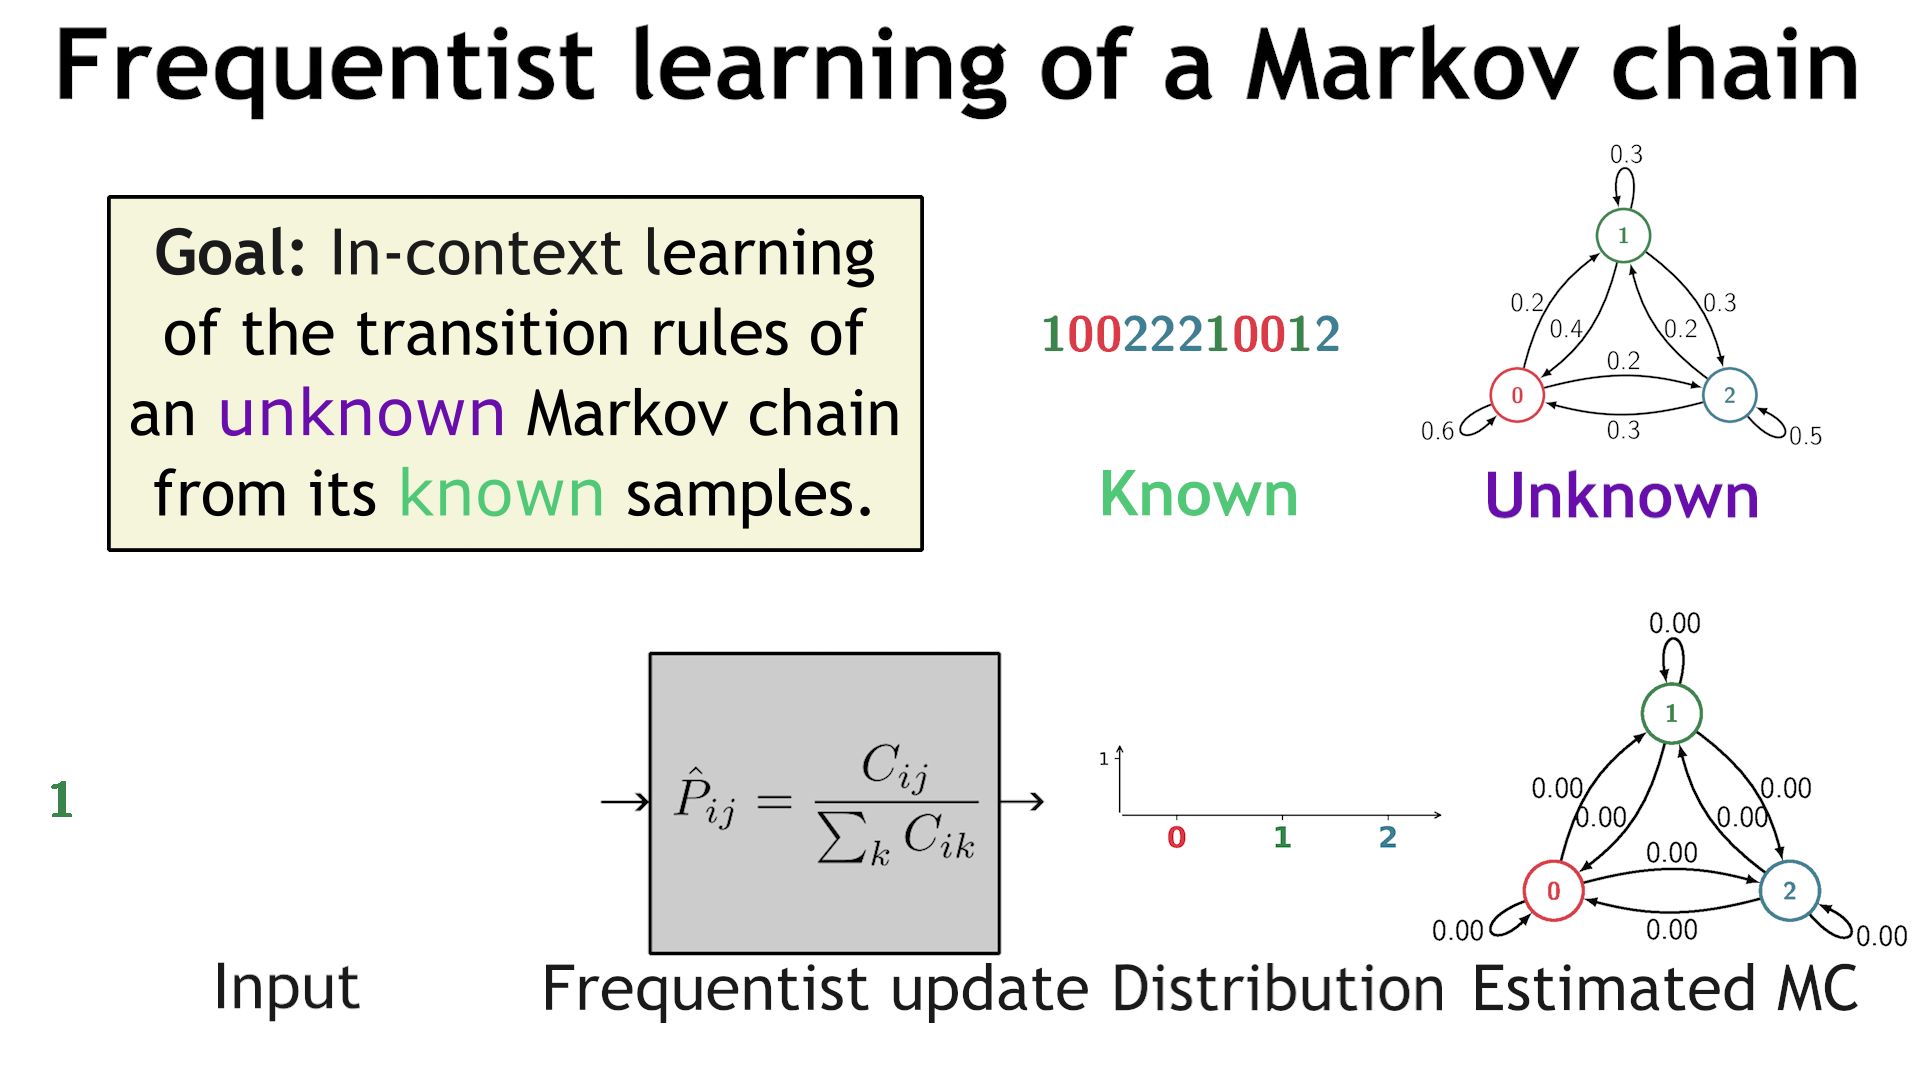 Frequentist learning of a Markov chain
Goal: In-context learning
of the transition rules of
an unknown Markov chain
from its known samples.
10022210012
Known
0.3
1
0.2
0.3
0.4
0.2
0.2
0
2
0.6
0.3
0.5
Unknown
1
Input
P̂_{ij} = C_{ij} / ∑_k C_{ik}
Frequentist update
1
0 1 2
Distribution
0.00
1
0.00
0.00
0.00
0.00
0.00
0
2
0.00
0.00
0.00
Estimated MC